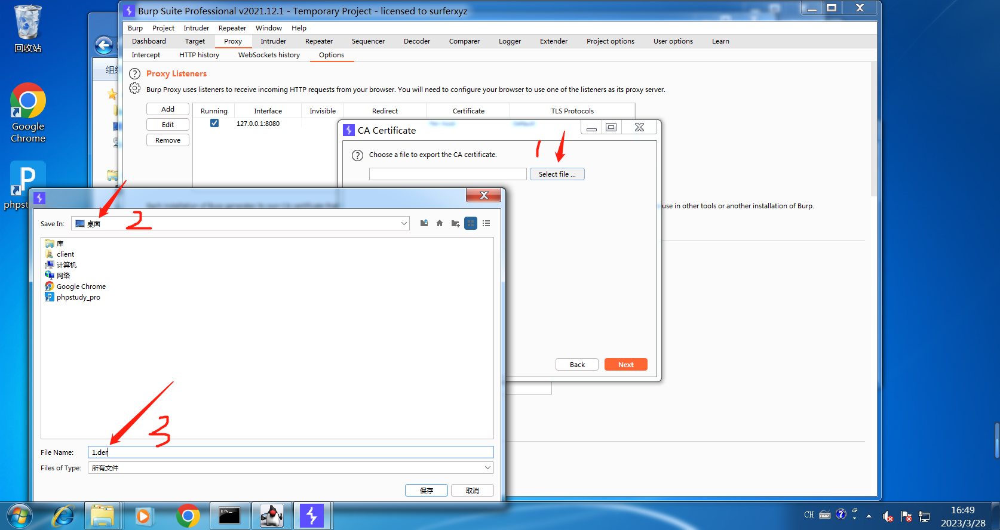 回收站
Google
Chrome
phpst
组织
Burp Suite Professional v2021.12.1 - Temporary Project - licensed to surferxyz
Burp Project Intruder Repeater Window Help
Dashboard Target Proxy Intruder Repeater Sequencer Decoder Comparer Logger Extender Project options User options Learn
Intercept HTTP history WebSockets history Options
Proxy Listeners
Burp Proxy uses listeners to receive incoming HTTP requests from your browser. You will need to configure your browser to use one of the listeners as its proxy server.
Add
Edit
Remove
Running Interface Invisible Redirect Certificate TLS Protocols
127.0.0.1:8080
use in other tools or another installation of Burp.
CA Certificate
Choose a file to export the CA certificate.
Select file ...
1
Back Next
Save In: 桌面
2
库
client
计算机
网络
Google Chrome
phpstudy_pro
3
File Name: 1.der
Files of Type: 所有文件
保存 取消
CH
16:49
2023/3/28